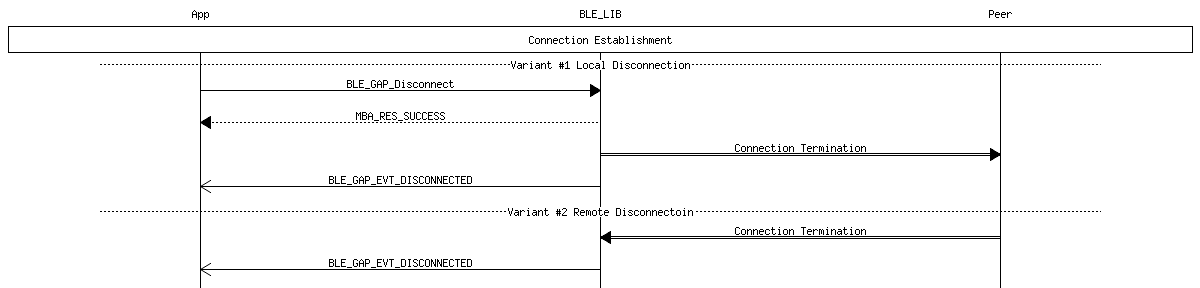 App BLE_LIB Peer
Connection Establishment
Variant #1 Local Disconnection
BLE_GAP_Disconnect
MBA_RES_SUCCESS
Connection Termination
BLE_GAP_EVT_DISCONNECTED
Variant #2 Remote Disconnectoin
Connection Termination
BLE_GAP_EVT_DISCONNECTED